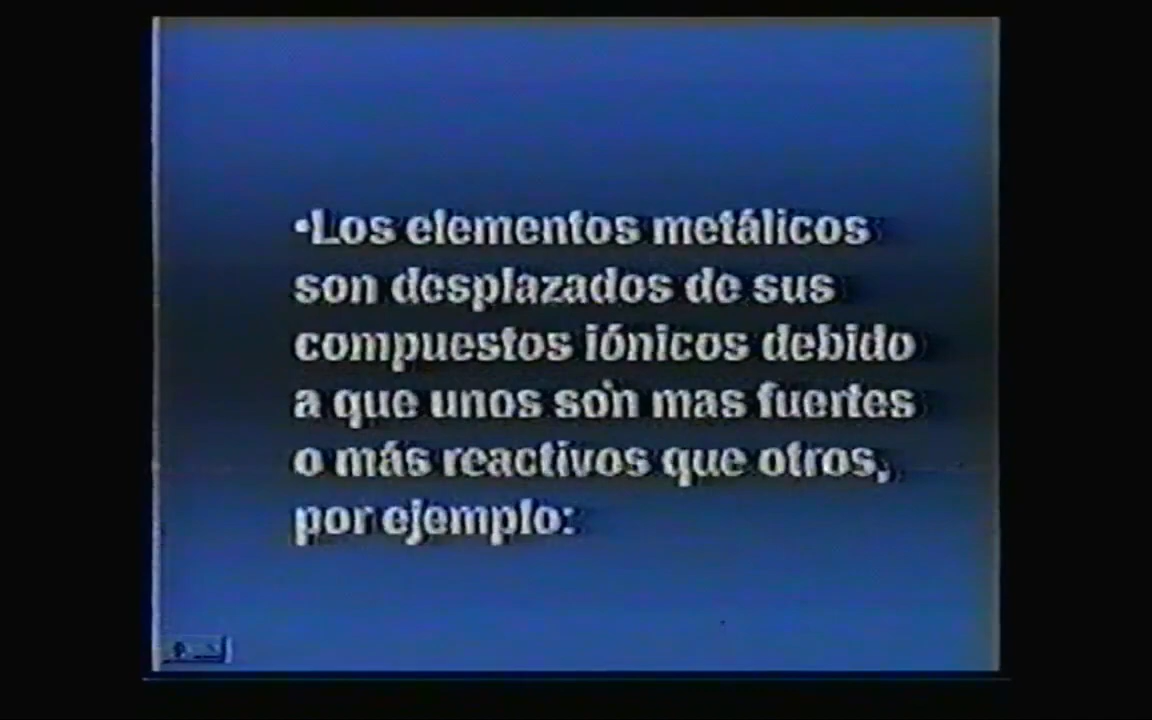 •Los elementos metálicos
son desplazados de sus
compuestos iónicos debido
a que unos son mas fuertes
o más reactivos que otros,
por ejemplo: